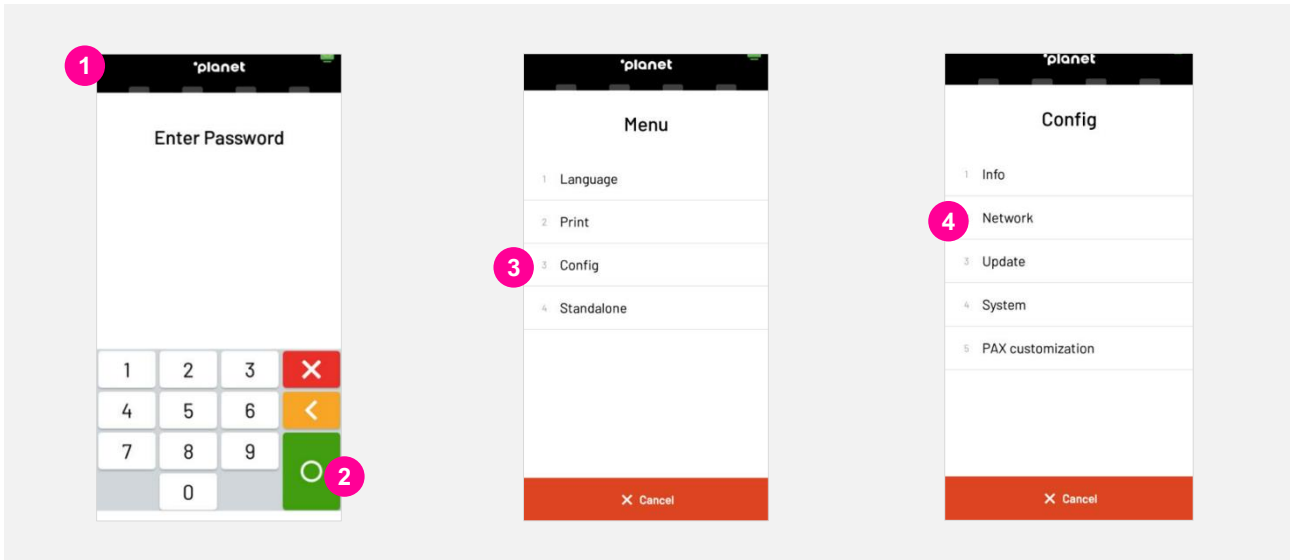 1
planet
Enter Password
1 2 3
4 5 6
7 8 9
2
0
planet
Menu
1 Language
2 Print
3
3 Config
4 Standalone
X Cancel
planet
Config
1 Info
4
Network
3 Update
4 System
5 PAX customization
X Cancel